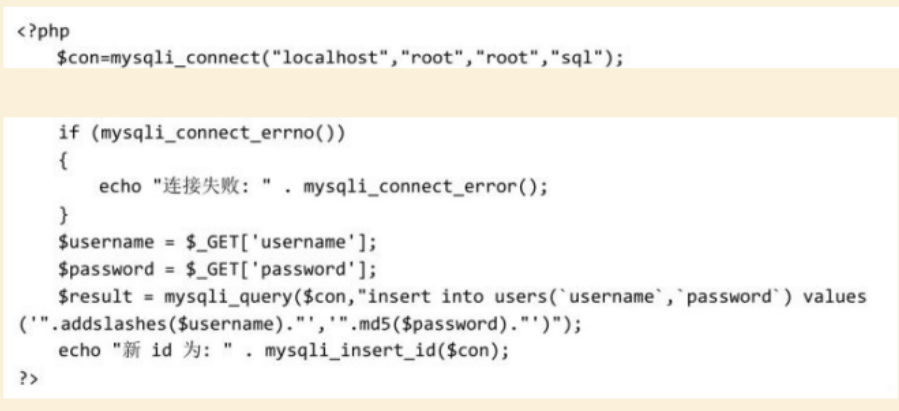 <?php
$con=mysqli_connect("localhost","root","root","sql");
if (mysqli_connect_errno())
{
echo "连接失败: " . mysqli_connect_error();
}
$username = $_GET['username'];
$password = $_GET['password'];
$result = mysqli_query($con,"insert into users(`username`,`password`) values
('".addslashes($username)."','".md5($password)."')");
echo "新 id 为: " . mysqli_insert_id($con);
?>